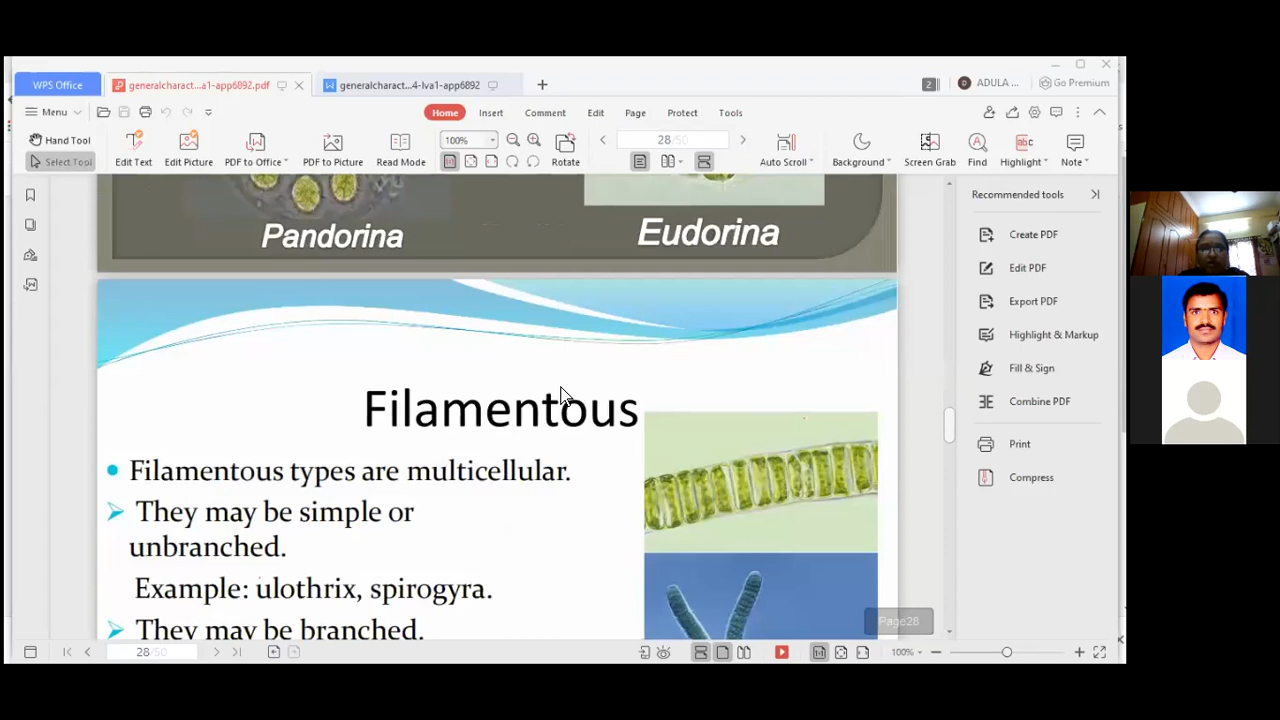 WPS Office
generalcharact...a1-app6892.pdf
generalcharact...4-lva1-app6892
2
ADULA ...
Go Premium
Menu
Home
Insert
Comment
Edit
Page
Protect
Tools
Hand Tool
Select Tool
Edit Text
Edit Picture
PDF to Office
PDF to Picture
Read Mode
100%
Rotate
28/50
Auto Scroll
Background
Screen Grab
Find
Highlight
Note
Recommended tools
Create PDF
Edit PDF
Export PDF
Highlight & Markup
Fill & Sign
Combine PDF
Print
Compress
Pandorina
Eudorina
Filamentous
Filamentous types are multicellular.
They may be simple or
unbranched.
Example: ulothrix, spirogyra.
They may be branched.
Page28
28/50
100%